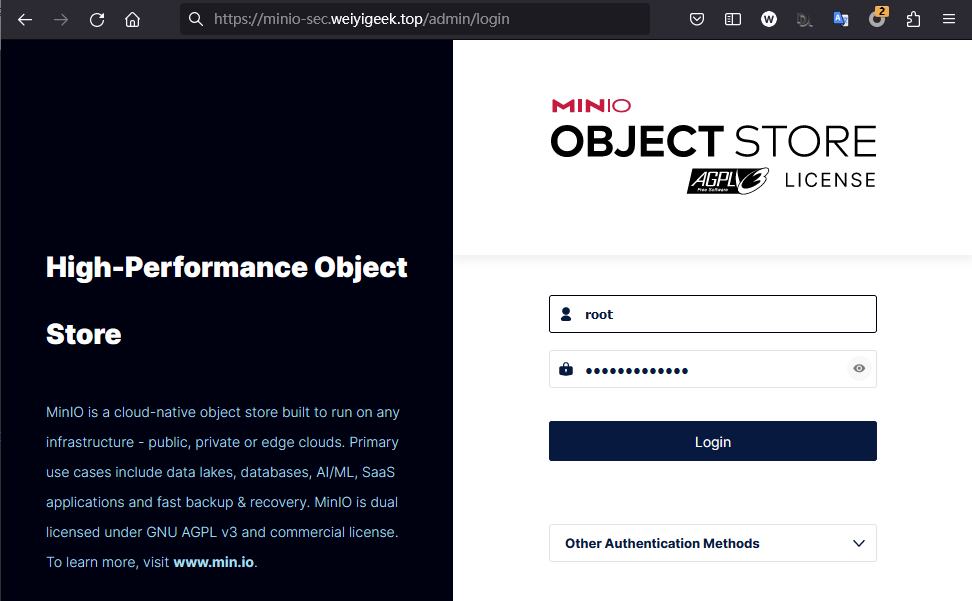 https://minio-sec.weiyigeek.top/admin/login
W
2
MINIO
OBJECT STORE
AGPLv3
Free Software
LICENSE
High-Performance Object
Store
MinIO is a cloud-native object store built to run on any
infrastructure - public, private or edge clouds. Primary
use cases include data lakes, databases, AI/ML, SaaS
applications and fast backup & recovery. MinIO is dual
licensed under GNU AGPL v3 and commercial license.
To learn more, visit www.min.io.
root
•••••••••••••
Login
Other Authentication Methods